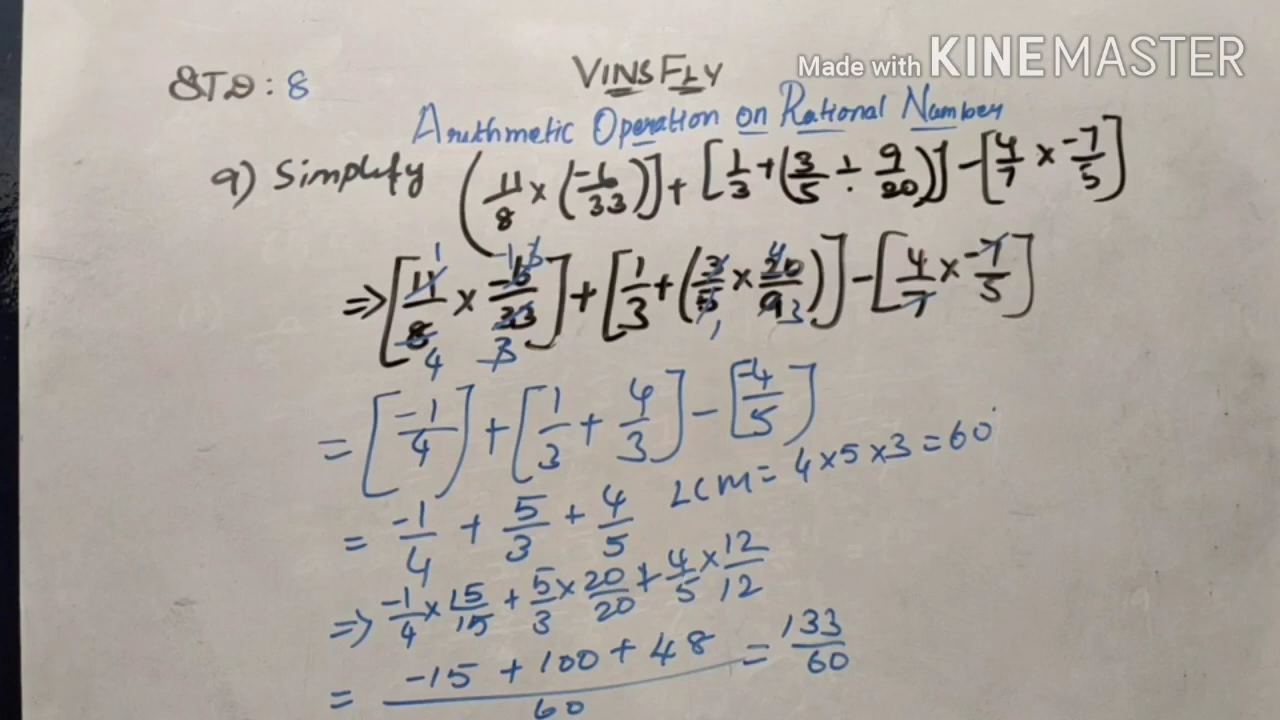 Made with KINEMASTER
STD : 8 VINSFLY
Arithmetic Operation on Rational Number
9) Simplify (11/8 × (-6/33)] + [1/3 + (3/5 ÷ 9/20)] - [4/7 × -7/5]
=> [11/8 × -6/33] + [1/3 + (3/5 × 20/9)] - [4/7 × -7/5]
= [-1/4] + [1/3 + 4/3] - [-4/5]
= -1/4 + 5/3 + 4/5 LCM = 4×5×3 = 60
=> -1/4 × 15/15 + 5/3 × 20/20 + 4/5 × 12/12
= -15 + 100 + 48 / 60 = 133/60